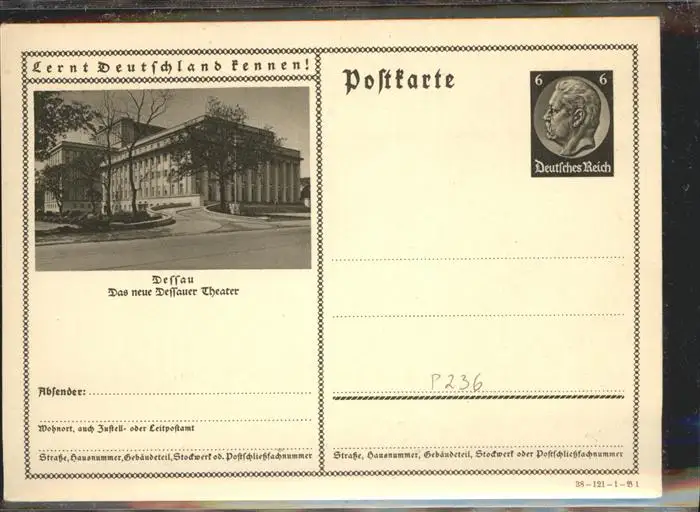 Lernt Deutschland kennen!
Dessau
Das neue Dessauer Theater
Absender:
Wohnort, auch Zustell- oder Leitpostamt
Straße, Hausnummer, Gebäudeteil, Stockwerk od. Postschließfachnummer
Postkarte
6 6
Deutsches Reich
P 236
Straße, Hausnummer, Gebäudeteil, Stockwerk oder Postschließfachnummer
38-121-1-B1